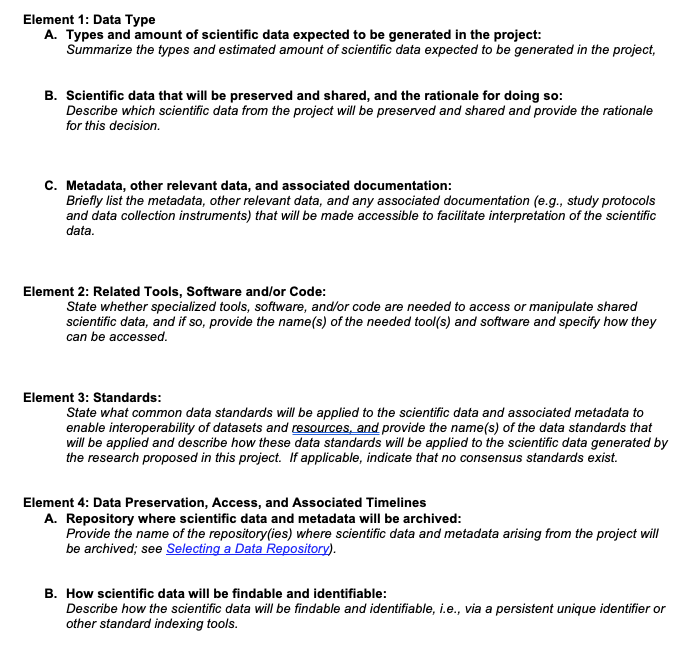 Element 1: Data Type
A. Types and amount of scientific data expected to be generated in the project:
Summarize the types and estimated amount of scientific data expected to be generated in the project,
B. Scientific data that will be preserved and shared, and the rationale for doing so:
Describe which scientific data from the project will be preserved and shared and provide the rationale
for this decision.
C. Metadata, other relevant data, and associated documentation:
Briefly list the metadata, other relevant data, and any associated documentation (e.g., study protocols
and data collection instruments) that will be made accessible to facilitate interpretation of the scientific
data.
Element 2: Related Tools, Software and/or Code:
State whether specialized tools, software, and/or code are needed to access or manipulate shared
scientific data, and if so, provide the name(s) of the needed tool(s) and software and specify how they
can be accessed.
Element 3: Standards:
State what common data standards will be applied to the scientific data and associated metadata to
enable interoperability of datasets and resources, and provide the name(s) of the data standards that
will be applied and describe how these data standards will be applied to the scientific data generated by
the research proposed in this project. If applicable, indicate that no consensus standards exist.
Element 4: Data Preservation, Access, and Associated Timelines
A. Repository where scientific data and metadata will be archived:
Provide the name of the repository(ies) where scientific data and metadata arising from the project will
be archived; see Selecting a Data Repository).
B. How scientific data will be findable and identifiable:
Describe how the scientific data will be findable and identifiable, i.e., via a persistent unique identifier or
other standard indexing tools.